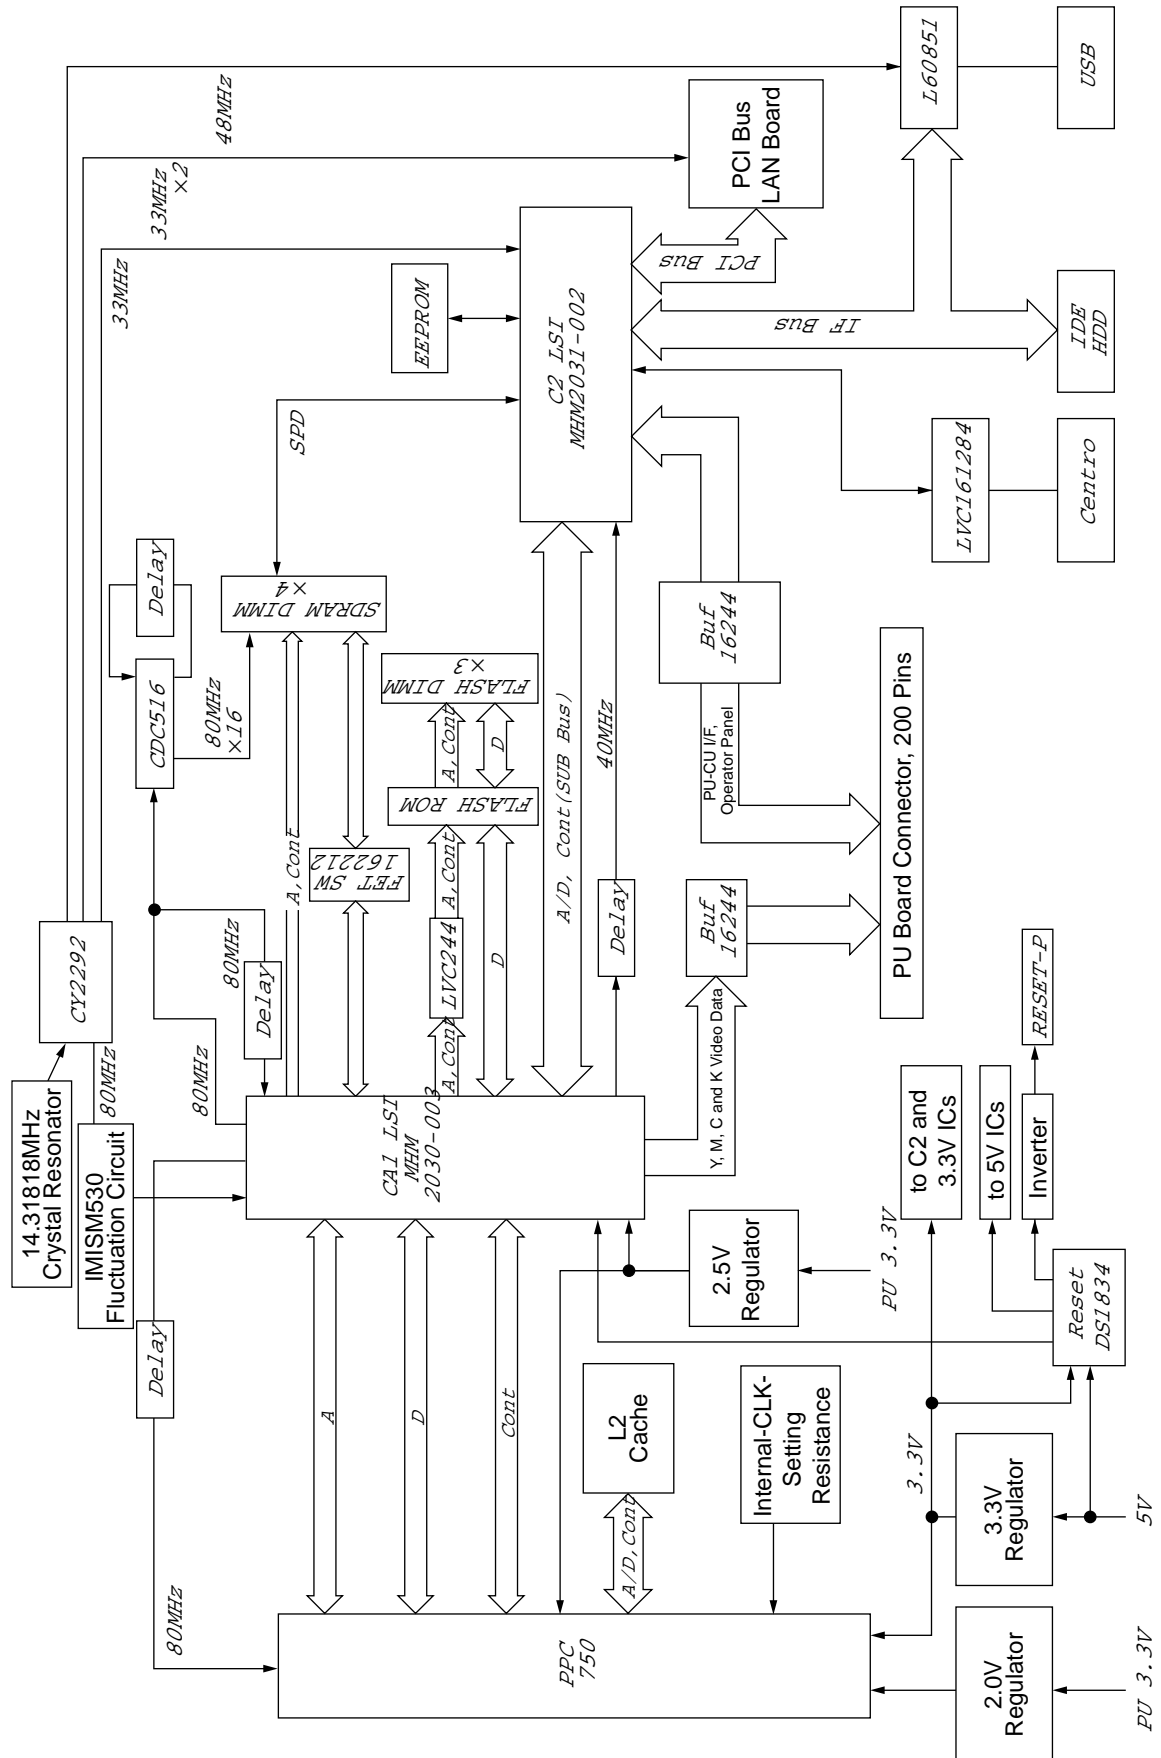 48MHz
33MHz
×2
33MHz
L60851
USB
PCI Bus
LAN Board
PCI Bus
IF Bus
IDE
HDD
EEPROM
C2 LSI
MHM2031-002
SPD
LVC161284
Centro
Delay
CDC516
80MHz
×16
SDRAM DIMM
×4
FLASH DIMM
×3
A,Cont
D
FLASH ROM
A/D, Cont(SUB Bus)
40MHz
Buf
16244
PU-CU I/F,
Operator Panel
PU Board Connector, 200 Pins
A,Cont
FET SW
162212
A,Cont
D
LVC244
A,Cont
Delay
Buf
16244
Y, M, C and K Video Data
CY2292
80MHz
Delay
80MHz
80MHz
14.31818MHz
Crystal Resonator
IMISM530
Fluctuation Circuit
CA1 LSI
MHM
2030-003
RESET-P
to C2 and
3.3V ICs
to 5V ICs
Inverter
Reset
DS1834
2.5V
Regulator
PU 3.3V
Delay
80MHz
A
D
Cont
L2
Cache
A/D,Cont
Internal-CLK-
Setting
Resistance
3.3V
3.3V
Regulator
5V
PPC
750
2.0V
Regulator
PU 3.3V